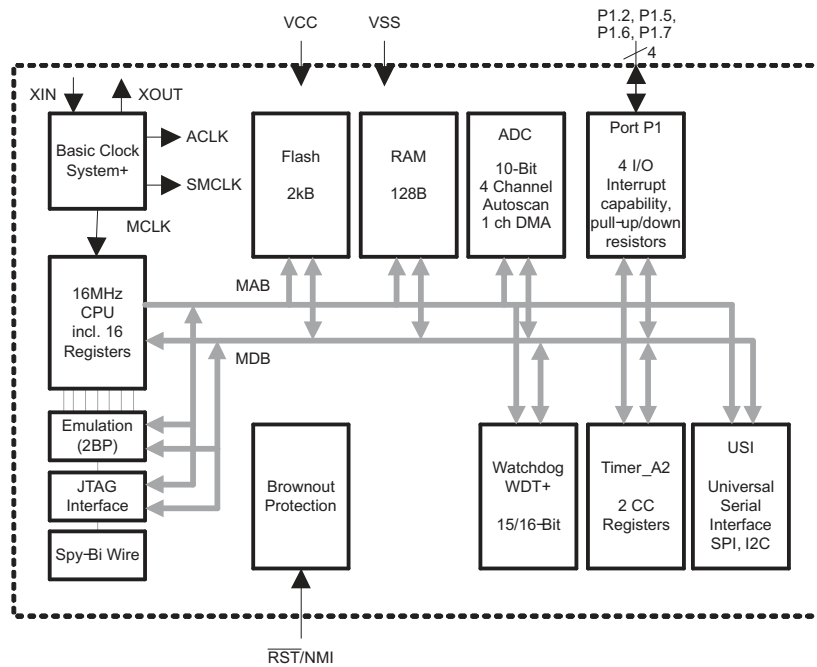 VCC
VSS
P1.2, P1.5,
P1.6, P1.7
4
XIN
XOUT
Basic Clock
System+
ACLK
SMCLK
MCLK
Flash
2kB
RAM
128B
ADC
10-Bit
4 Channel
Autoscan
1 ch DMA
Port P1
4 I/O
Interrupt
capability,
pull-up/down
resistors
16MHz
CPU
incl. 16
Registers
MAB
MDB
Emulation
(2BP)
JTAG
Interface
Spy-Bi Wire
Brownout
Protection
Watchdog
WDT+
15/16-Bit
Timer_A2
2 CC
Registers
USI
Universal
Serial
Interface
SPI, I2C
RST/NMI